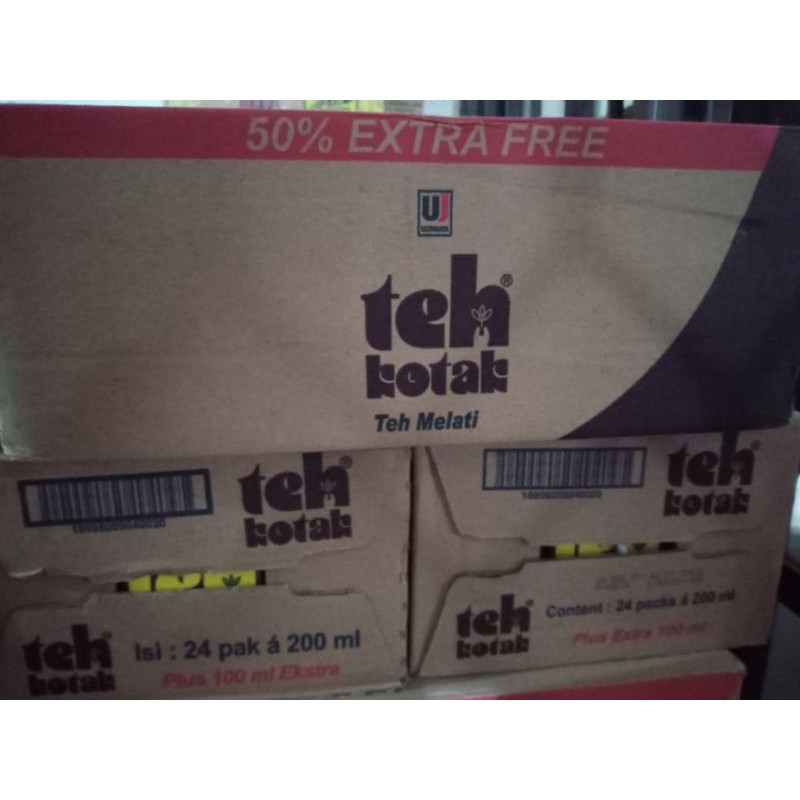 50% EXTRA FREE
UJ
ULTRAJAYA
teh®
kotak
Teh Melati
teh®
kotak
teh®
kotak
teh
kotak
Isi : 24 pak á 200 ml
Plus 100 ml Ekstra
teh
kotak
Content : 24 packs á 200 ml
Plus Extra 100 ml